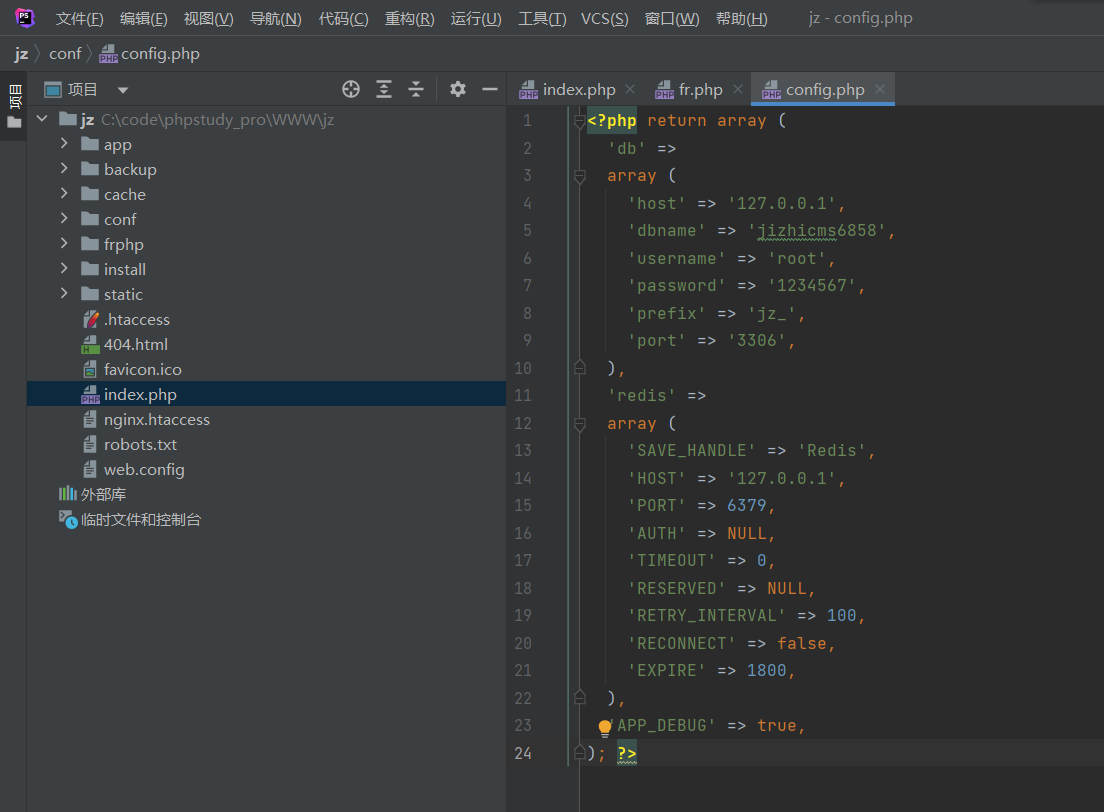 PS 文件(F) 编辑(E) 视图(V) 导航(N) 代码(C) 重构(R) 运行(U) 工具(T) VCS(S) 窗口(W) 帮助(H) jz - config.php
jz conf config.php
项目
项目
index.php fr.php config.php
jz C:\code\phpstudy_pro\WWW\jz
app
backup
cache
conf
frphp
install
static
.htaccess
404.html
favicon.ico
index.php
nginx.htaccess
robots.txt
web.config
外部库
临时文件和控制台
1 <?php return array (
2 'db' =>
3 array (
4 'host' => '127.0.0.1',
5 'dbname' => 'jizhicms6858',
6 'username' => 'root',
7 'password' => '1234567',
8 'prefix' => 'jz_',
9 'port' => '3306',
10 ),
11 'redis' =>
12 array (
13 'SAVE_HANDLE' => 'Redis',
14 'HOST' => '127.0.0.1',
15 'PORT' => 6379,
16 'AUTH' => NULL,
17 'TIMEOUT' => 0,
18 'RESERVED' => NULL,
19 'RETRY_INTERVAL' => 100,
20 'RECONNECT' => false,
21 'EXPIRE' => 1800,
22 ),
23 'APP_DEBUG' => true,
24 ); ?>